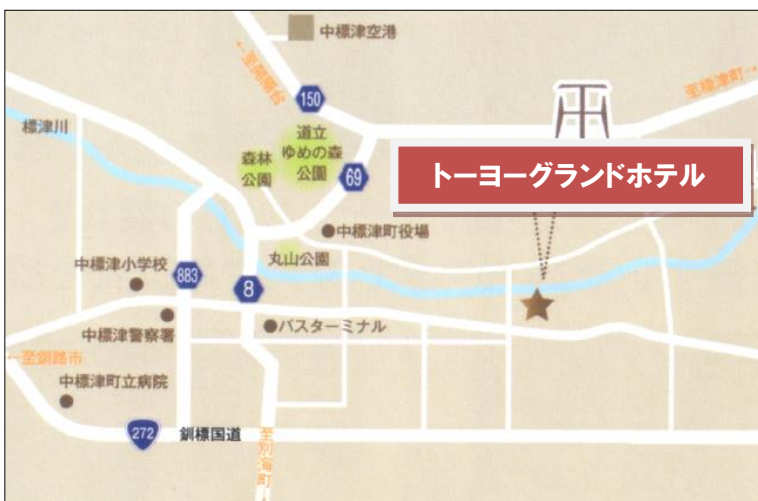 中標津空港
←至開陽台
150
至標津町→
標津川
道立
ゆめの森
公園
森林
公園
69
トーヨーグランドホテル
中標津町役場
丸山公園
中標津小学校
883
8
中標津警察署
バスターミナル
←至釧路市
中標津町立病院
272
釧標国道
至別海町→